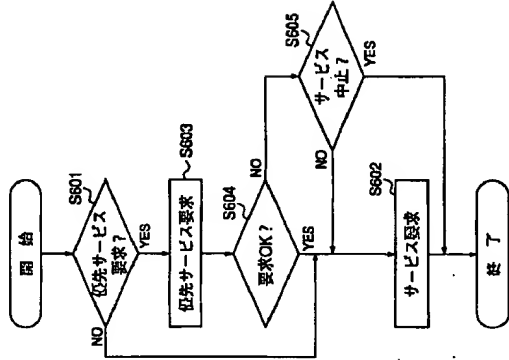 開 始
S601
優先サービス
要求？
NO
YES
S603
優先サービス要求
S604
要求OK？
NO
YES
S605
サービス
中止？
NO
YES
S602
サービス要求
終 了